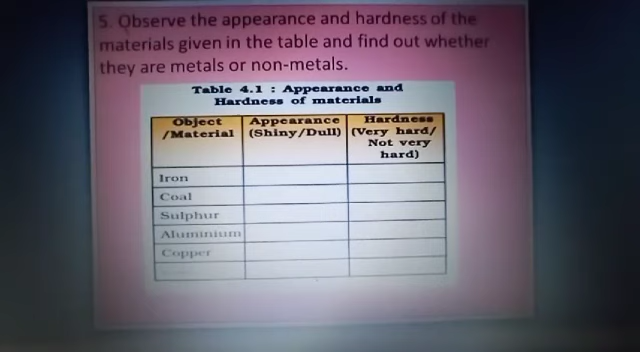 5. Observe the appearance and hardness of the
materials given in the table and find out whether
they are metals or non-metals.
Table 4.1 : Appearance and
Hardness of materials
Object
/Material
Appearance
(Shiny/Dull)
Hardness
(Very hard/
Not very
hard)
Iron
Coal
Sulphur
Aluminium
Copper